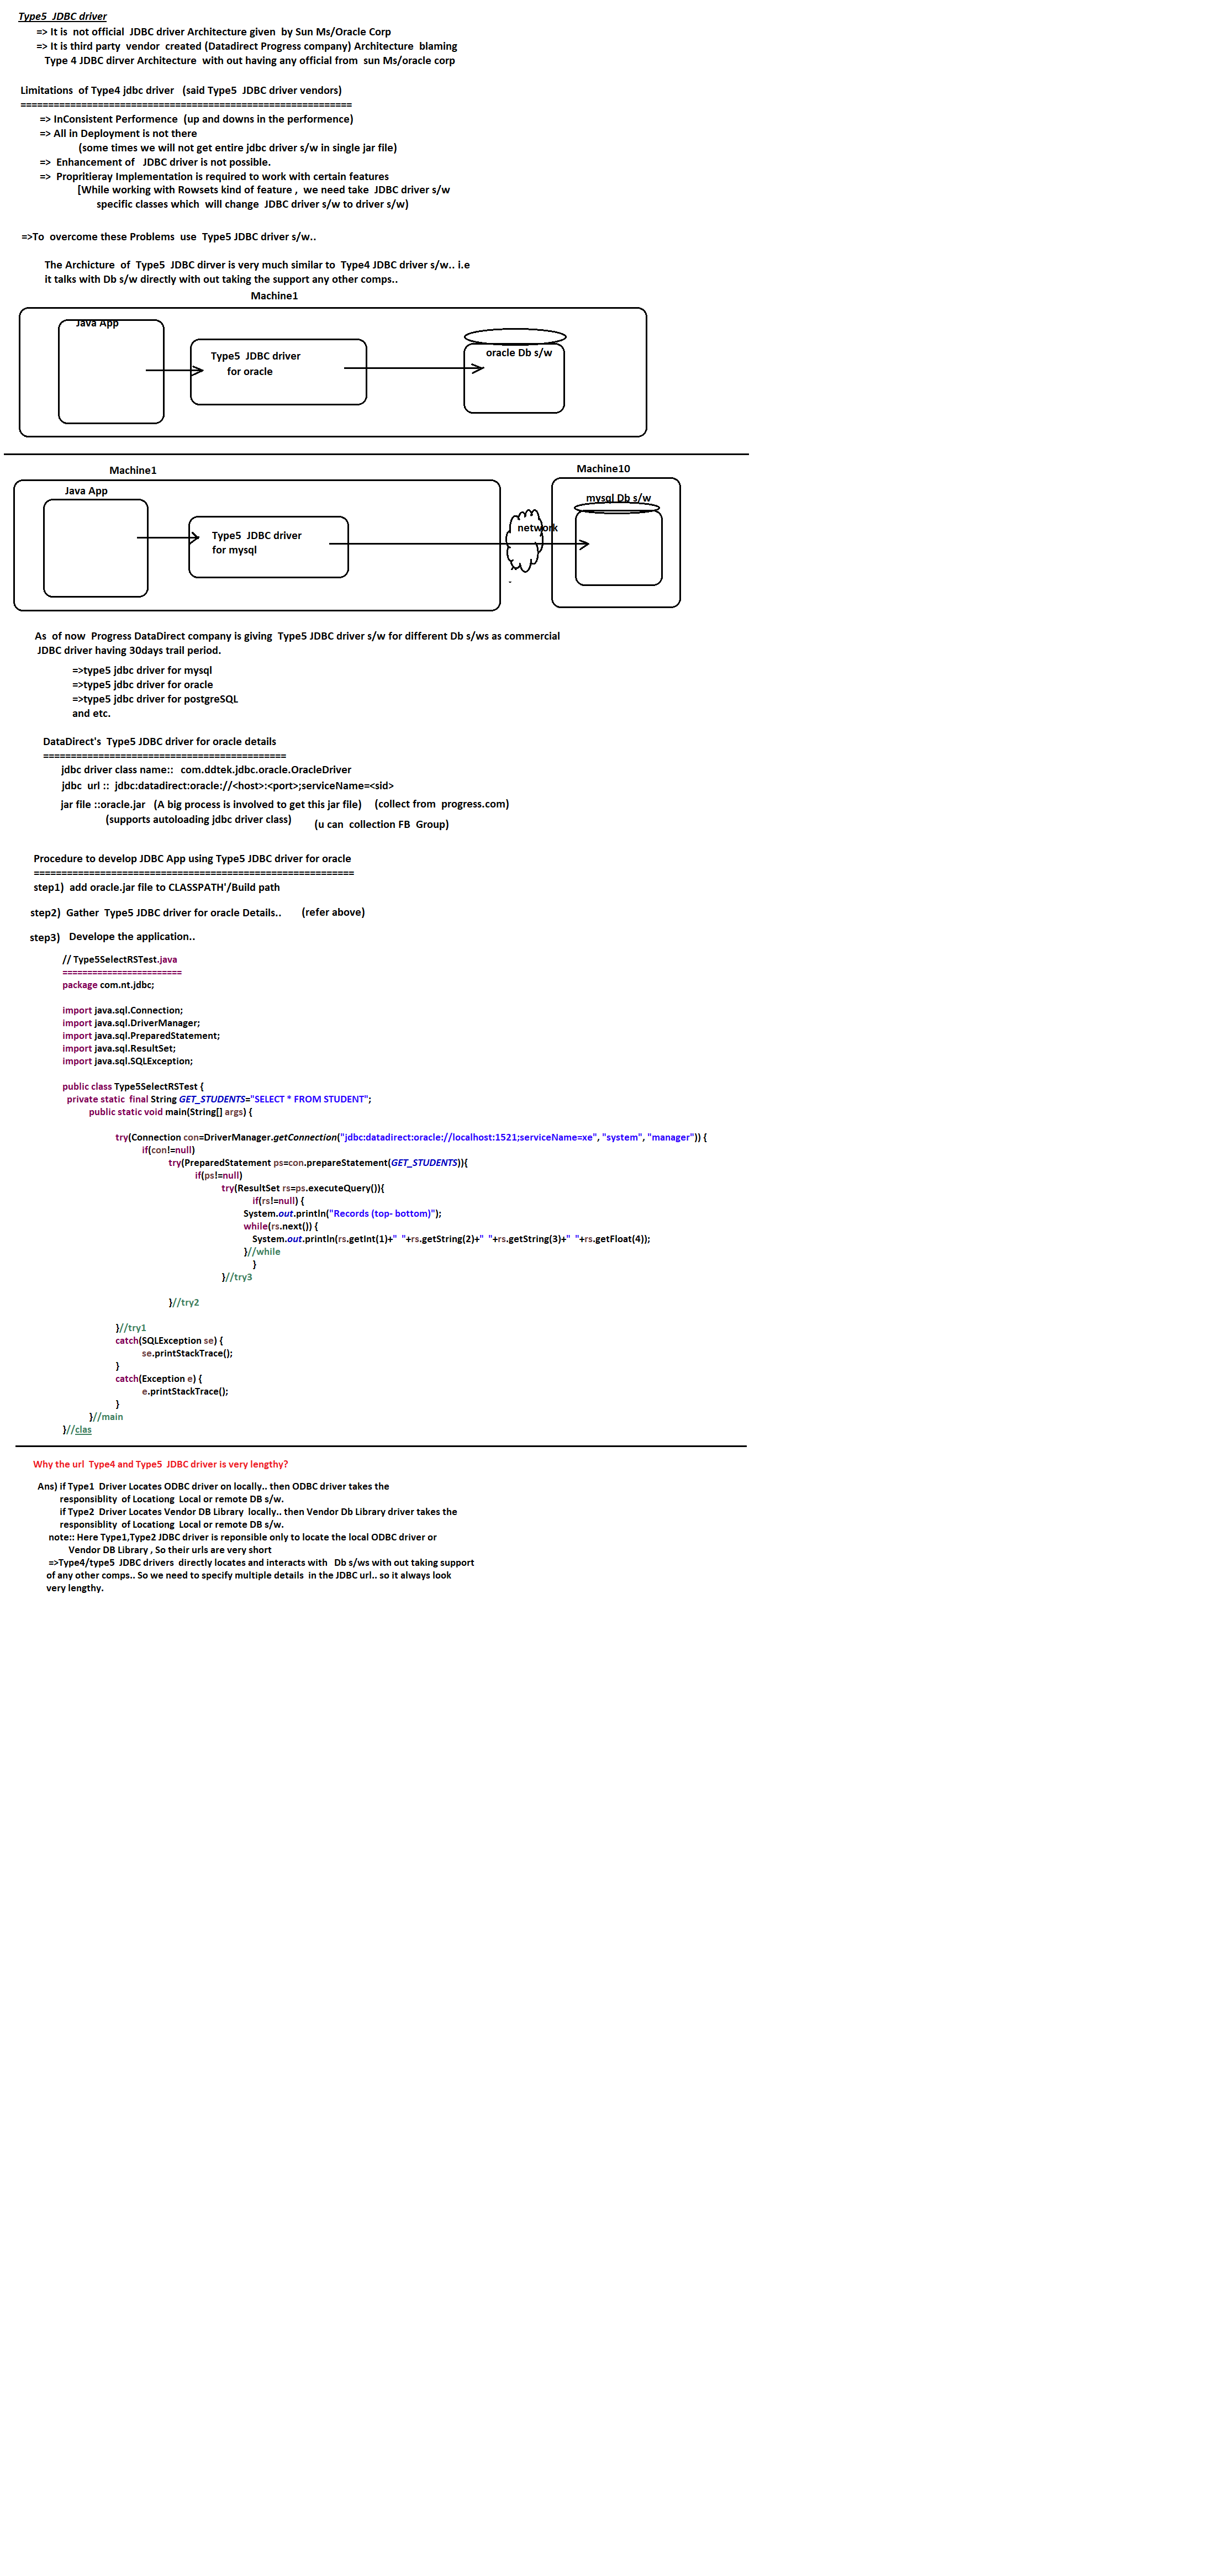 Type5 JDBC driver
=> It is not official JDBC driver Architecture given by Sun Ms/Oracle Corp
=> It is third party vendor created (Datadirect Progress company) Architecture blaming
Type 4 JDBC dirver Architecture with out having any official from sun Ms/oracle corp
Limitations of Type4 jdbc driver (said Type5 JDBC driver vendors)
============================================================
=> InConsistent Performence (up and downs in the performence)
=> All in Deployment is not there
(some times we will not get entire jdbc driver s/w in single jar file)
=> Enhancement of JDBC driver is not possible.
=> Propritieray Implementation is required to work with certain features
[While working with Rowsets kind of feature , we need take JDBC driver s/w
specific classes which will change JDBC driver s/w to driver s/w)
=>To overcome these Problems use Type5 JDBC driver s/w..
The Archicture of Type5 JDBC dirver is very much similar to Type4 JDBC driver s/w.. i.e
it talks with Db s/w directly with out taking the support any other comps..
Machine1
Java App
Type5 JDBC driver
for oracle
oracle Db s/w
Machine1
Machine10
Java App
mysql Db s/w
network
Type5 JDBC driver
for mysql
As of now Progress DataDirect company is giving Type5 JDBC driver s/w for different Db s/ws as commercial
JDBC driver having 30days trail period.
=>type5 jdbc driver for mysql
=>type5 jdbc driver for oracle
=>type5 jdbc driver for postgreSQL
and etc.
DataDirect's Type5 JDBC driver for oracle details
============================================
jdbc driver class name:: com.ddtek.jdbc.oracle.OracleDriver
jdbc url :: jdbc:datadirect:oracle://<host>:<port>;serviceName=<sid>
jar file ::oracle.jar (A big process is involved to get this jar file) (collect from progress.com)
(supports autoloading jdbc driver class) (u can collection FB Group)
Procedure to develop JDBC App using Type5 JDBC driver for oracle
==========================================================
step1) add oracle.jar file to CLASSPATH'/Build path
step2) Gather Type5 JDBC driver for oracle Details.. (refer above)
step3) Develope the application..
// Type5SelectRSTest.java
========================
package com.nt.jdbc;
import java.sql.Connection;
import java.sql.DriverManager;
import java.sql.PreparedStatement;
import java.sql.ResultSet;
import java.sql.SQLException;
public class Type5SelectRSTest {
private static final String GET_STUDENTS="SELECT * FROM STUDENT";
public static void main(String[] args) {
try(Connection con=DriverManager.getConnection("jdbc:datadirect:oracle://localhost:1521;serviceName=xe", "system", "manager")) {
if(con!=null)
try(PreparedStatement ps=con.prepareStatement(GET_STUDENTS)){
if(ps!=null)
try(ResultSet rs=ps.executeQuery()){
if(rs!=null) {
System.out.println("Records (top- bottom)");
while(rs.next()) {
System.out.println(rs.getInt(1)+" "+rs.getString(2)+" "+rs.getString(3)+" "+rs.getFloat(4));
}//while
}
}//try3
}//try2
}//try1
catch(SQLException se) {
se.printStackTrace();
}
catch(Exception e) {
e.printStackTrace();
}
}//main
}//clas
Why the url Type4 and Type5 JDBC driver is very lengthy?
Ans) if Type1 Driver Locates ODBC driver on locally.. then ODBC driver takes the
responsiblity of Locationg Local or remote DB s/w.
if Type2 Driver Locates Vendor DB Library locally.. then Vendor Db Library driver takes the
responsiblity of Locationg Local or remote DB s/w.
note:: Here Type1,Type2 JDBC driver is reponsible only to locate the local ODBC driver or
Vendor DB Library , So their urls are very short
=>Type4/type5 JDBC drivers directly locates and interacts with Db s/ws with out taking support
of any other comps.. So we need to specify multiple details in the JDBC url.. so it always look
very lengthy.